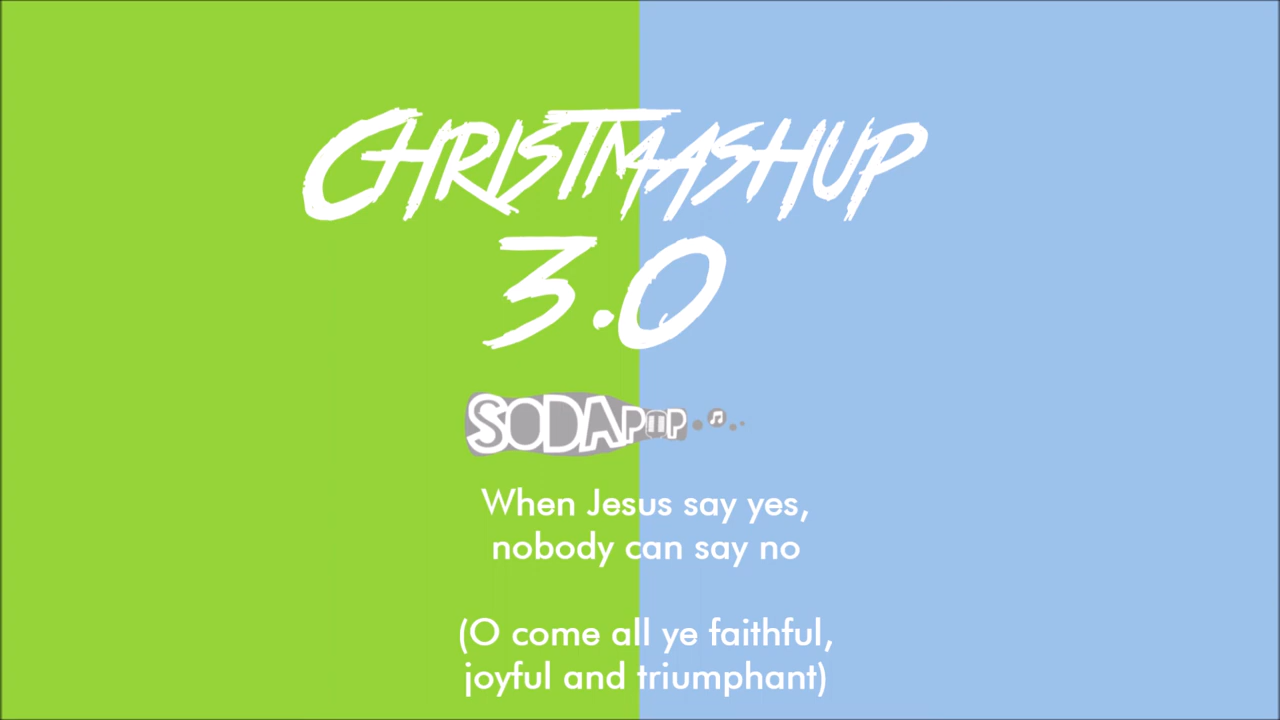 CHRISTMASHUP
3.0
SODAPOP
When Jesus say yes,
nobody can say no
(O come all ye faithful,
joyful and triumphant)